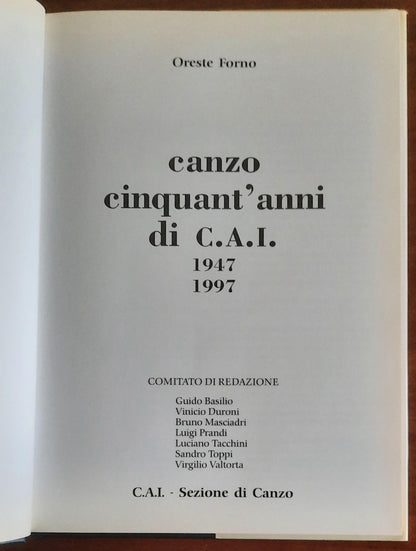 Oreste Forno
canzo
cinquant'anni
di C.A.I.
1947
1997
COMITATO DI REDAZIONE
Guido Basilio
Vinicio Duroni
Bruno Masciadri
Luigi Prandi
Luciano Tacchini
Sandro Toppi
Virgilio Valtorta
C.A.I. - Sezione di Canzo